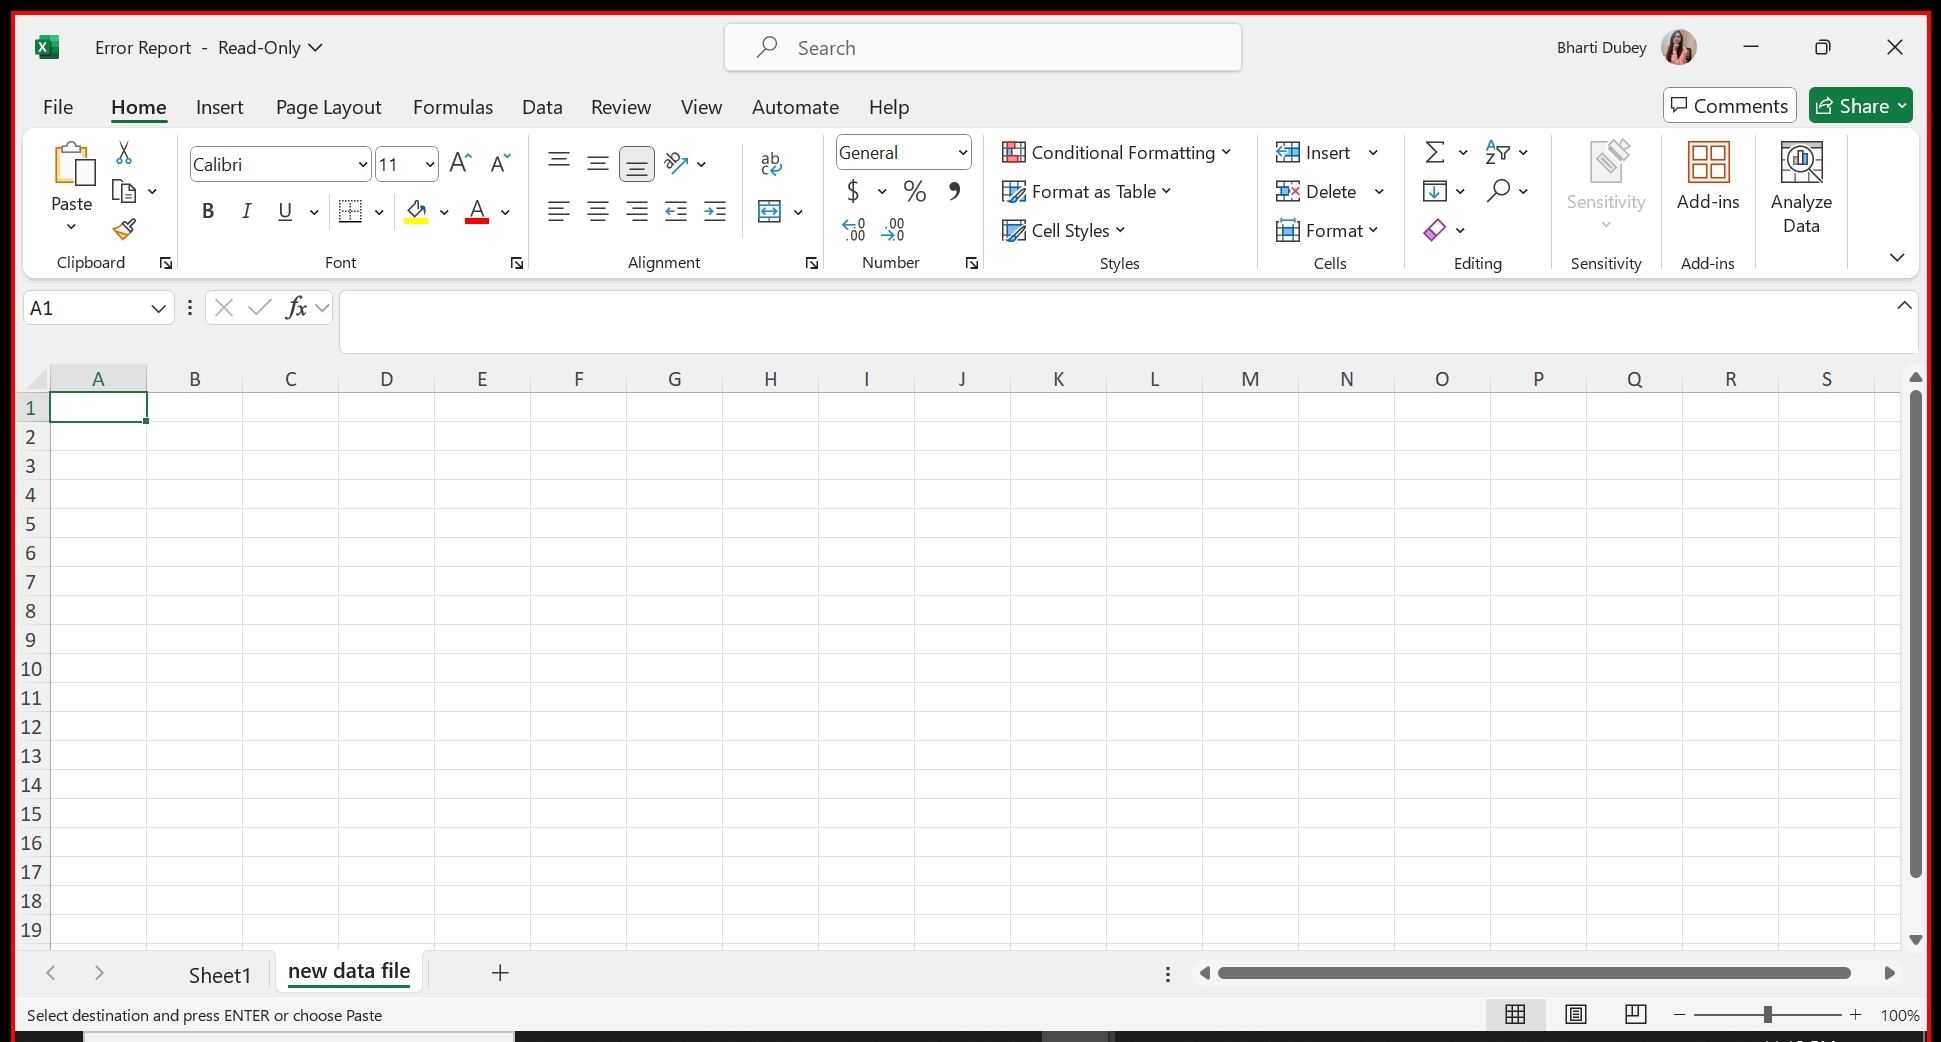 Error Report - Read-Only
Search
Bharti Dubey
File Home Insert Page Layout Formulas Data Review View Automate Help
Comments Share
Paste
Clipboard
Calibri 11
B I U A
Font
ab
Alignment
General
$ % ,
.00 .00
Number
Conditional Formatting
Format as Table
Cell Styles
Styles
Insert
Delete
Format
Cells
Editing
Sensitivity
Sensitivity
Add-ins
Add-ins
Analyze
Data
A1
fx
A B C D E F G H I J K L M N O P Q R S
1
2
3
4
5
6
7
8
9
10
11
12
13
14
15
16
17
18
19
Sheet1 new data file
Select destination and press ENTER or choose Paste
100%